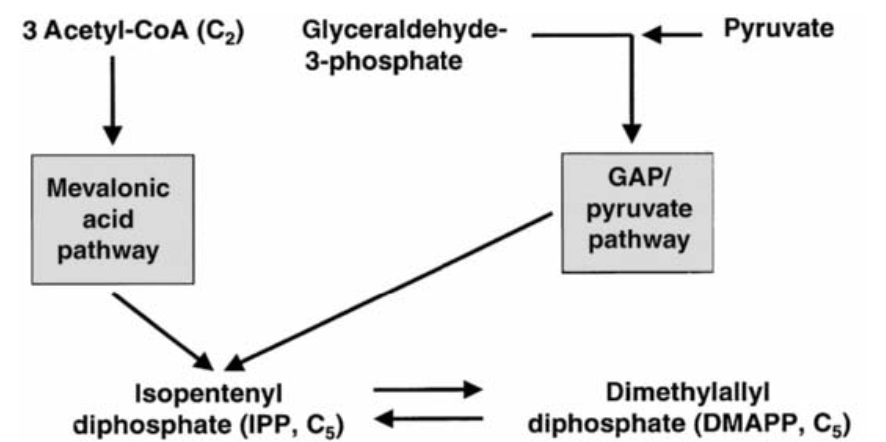 3 Acetyl-CoA (C₂)
Glyceraldehyde-
3-phosphate
Pyruvate
Mevalonic
acid
pathway
GAP/
pyruvate
pathway
Isopentenyl
diphosphate (IPP, C₅)
Dimethylallyl
diphosphate (DMAPP, C₅)